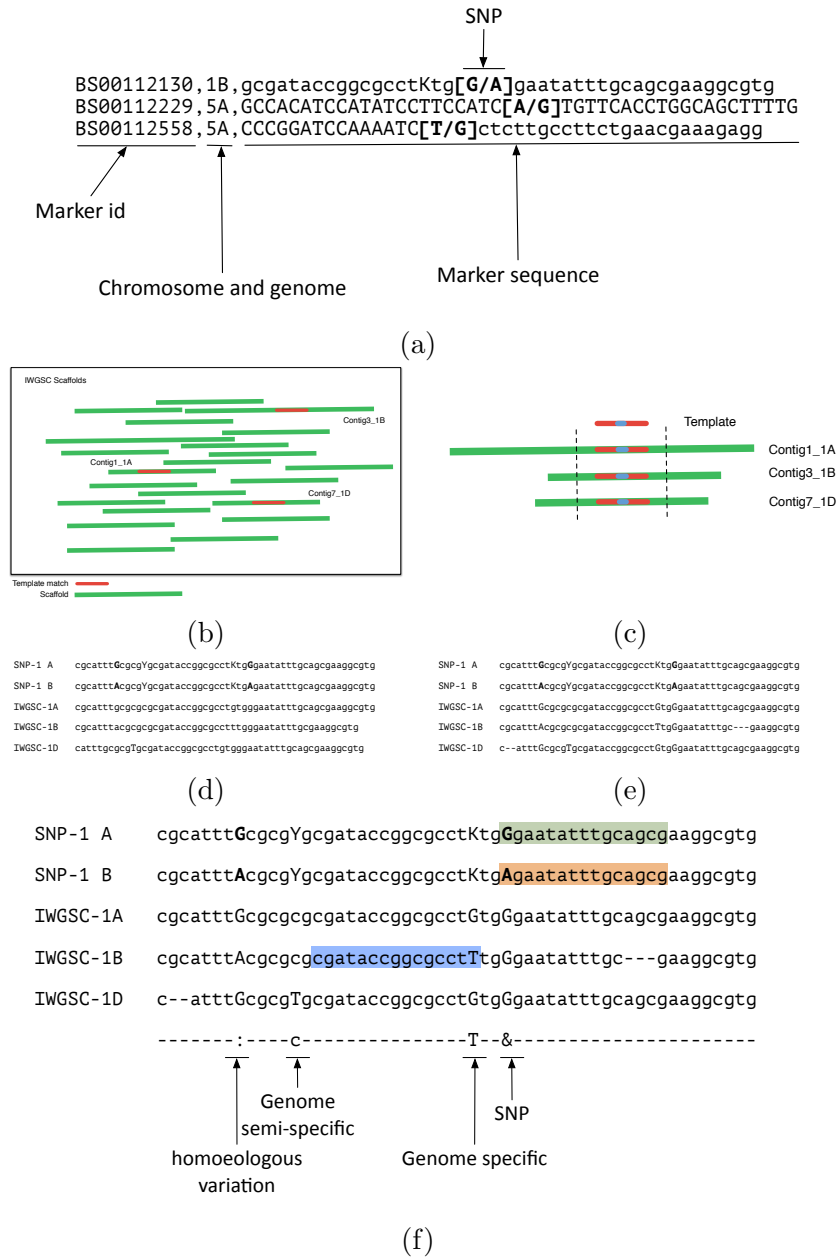 SNP
BS00112130,1B,gcgataccggcgcctKtg[G/A]gaatatttgcagcgaaggcgtg
BS00112229,5A,GCCACATCCATATCCTTCCATC[A/G]TGTTCACCTGGCAGCTTTTG
BS00112558,5A,CCCGGATCCAAAATC[T/G]ctcttgccttctgaacgaaagagg
Marker id
Chromosome and genome
Marker sequence
(a)
IWGSC Scaffolds
Contig3_1B
Contig1_1A
Contig7_1D
Template match
Scaffold
(b)
Template
Contig1_1A
Contig3_1B
Contig7_1D
(c)
SNP-1 A cgcatttGcgcgYgcgataccggcgcctKtgGgaatatttgcagcgaaggcgtg
SNP-1 B cgcatttAcgcgYgcgataccggcgcctKtgAgaatatttgcagcgaaggcgtg
IWGSC-1A cgcatttgcgcgcgcgataccggcgcctgtgggaatatttgcagcgaaggcgtg
IWGSC-1B cgcatttacgcgcgcgataccggcgcctttgggaatatttgcgaaggcgtg
IWGSC-1D catttgcgcgTgcgataccggcgcctgtgggaatatttgcagcgaaggcgtg
(d)
SNP-1 A cgcatttGcgcgYgcgataccggcgcctKtgGgaatatttgcagcgaaggcgtg
SNP-1 B cgcatttAcgcgYgcgataccggcgcctKtgAgaatatttgcagcgaaggcgtg
IWGSC-1A cgcatttGcgcgcgcgataccggcgcctGtgGgaatatttgcagcgaaggcgtg
IWGSC-1B cgcatttAcgcgcgcgataccggcgcctTtgGgaatatttgc---gaaggcgtg
IWGSC-1D c--atttGcgcgTgcgataccggcgcctGtgGgaatatttgcagcgaaggcgtg
(e)
SNP-1 A cgcatttGcgcgYgcgataccggcgcctKtgGgaatatttgcagcgaaggcgtg
SNP-1 B cgcatttAcgcgYgcgataccggcgcctKtgAgaatatttgcagcgaaggcgtg
IWGSC-1A cgcatttGcgcgcgcgataccggcgcctGtgGgaatatttgcagcgaaggcgtg
IWGSC-1B cgcatttAcgcgcgcgataccggcgcctTtgGgaatatttgc---gaaggcgtg
IWGSC-1D c--atttGcgcgTgcgataccggcgcctGtgGgaatatttgcagcgaaggcgtg
-------:----c---------------T--&----------------------
Genome
semi-specific
SNP
homoeologous
variation
Genome specific
(f)